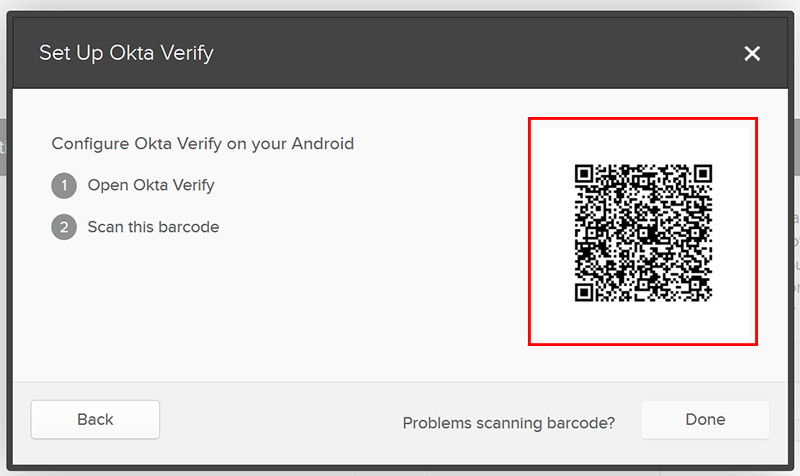 Set Up Okta Verify
Configure Okta Verify on your Android
1 Open Okta Verify
2 Scan this barcode
Back
Problems scanning barcode?
Done